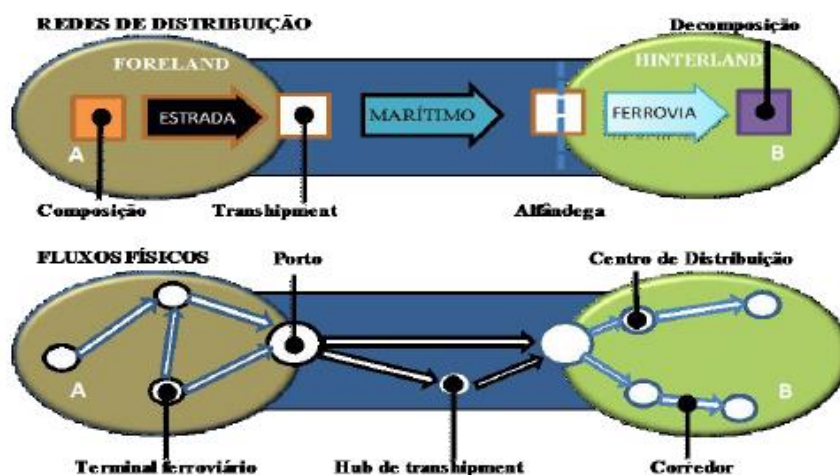 REDES DE DISTRIBUIÇÃO
Decomposição
FORELAND
HINTERLAND
ESTRADA
MARÍTIMO
FERROVIA
A
B
Composição
Transhipment
Alfândega
FLUXOS FÍSICOS
Porto
Centro de Distribuição
A
B
Terminal ferroviário
Hub de transhipment
Corredor